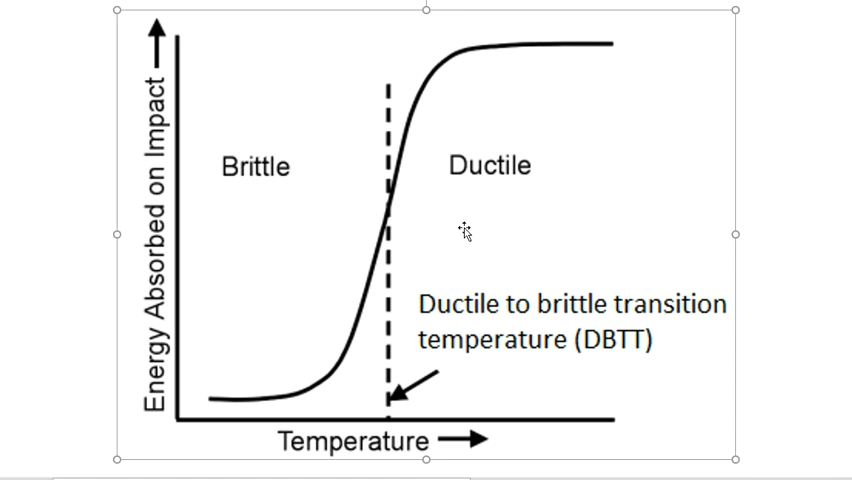 Energy Absorbed on Impact
Brittle
Ductile
Ductile to brittle transition
temperature (DBTT)
Temperature